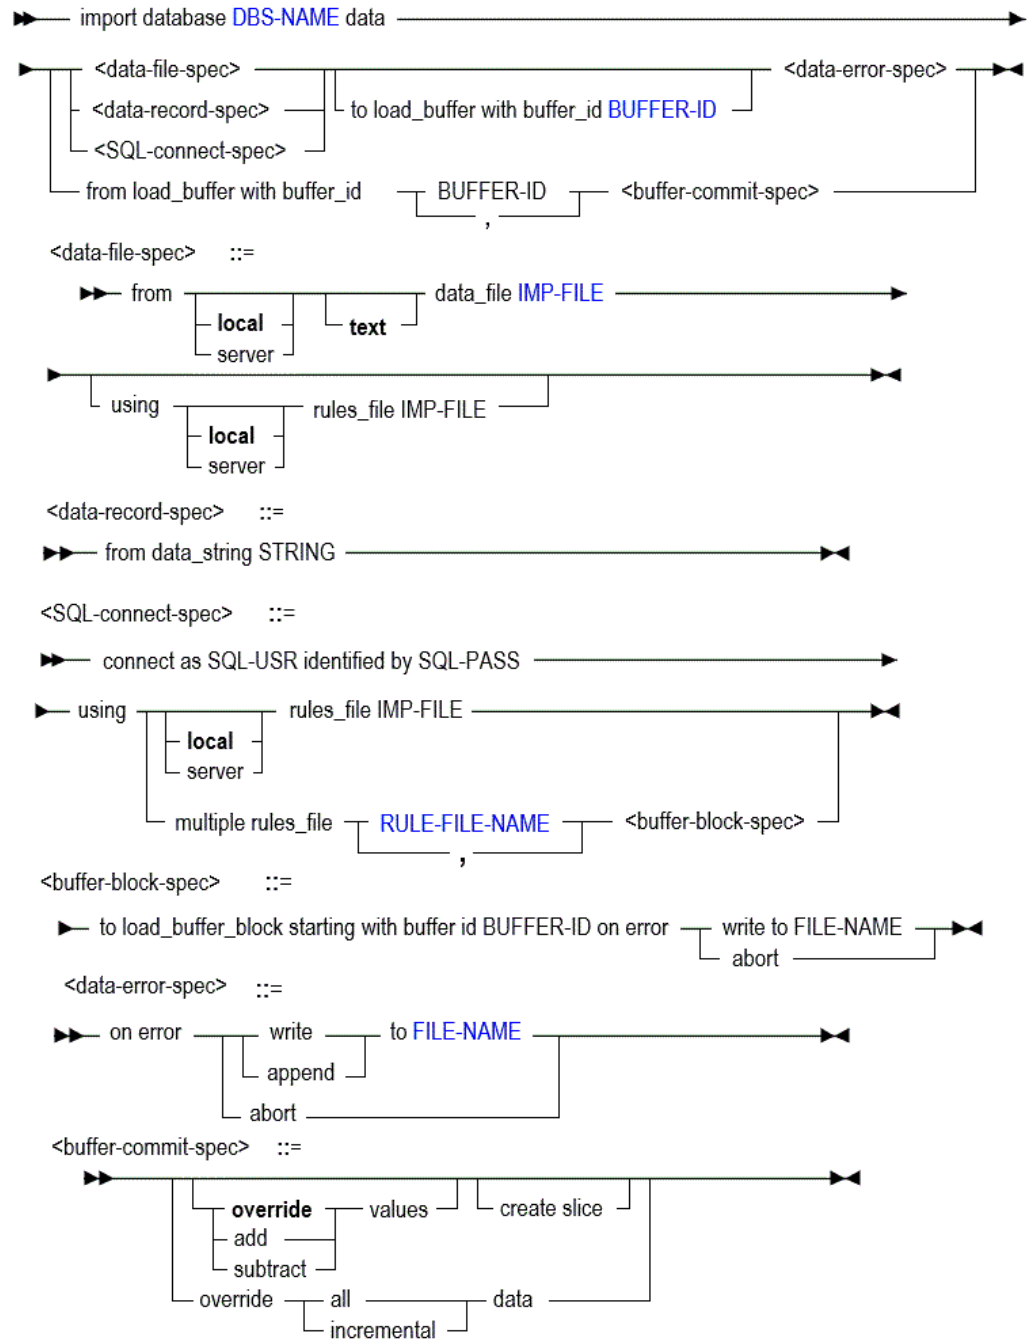 import database DBS-NAME data
<data-file-spec> <data-error-spec>
<data-record-spec> to load_buffer with buffer_id BUFFER-ID
<SQL-connect-spec>
from load_buffer with buffer_id BUFFER-ID <buffer-commit-spec>
,
<data-file-spec> ::=
from data_file IMP-FILE
local text
server
using rules_file IMP-FILE
local
server
<data-record-spec> ::=
from data_string STRING
<SQL-connect-spec> ::=
connect as SQL-USR identified by SQL-PASS
using rules_file IMP-FILE
local
server
multiple rules_file RULE-FILE-NAME <buffer-block-spec>
,
<buffer-block-spec> ::=
to load_buffer_block starting with buffer id BUFFER-ID on error write to FILE-NAME
abort
<data-error-spec> ::=
on error write to FILE-NAME
append
abort
<buffer-commit-spec> ::=
override values create slice
add
subtract
override all data
incremental